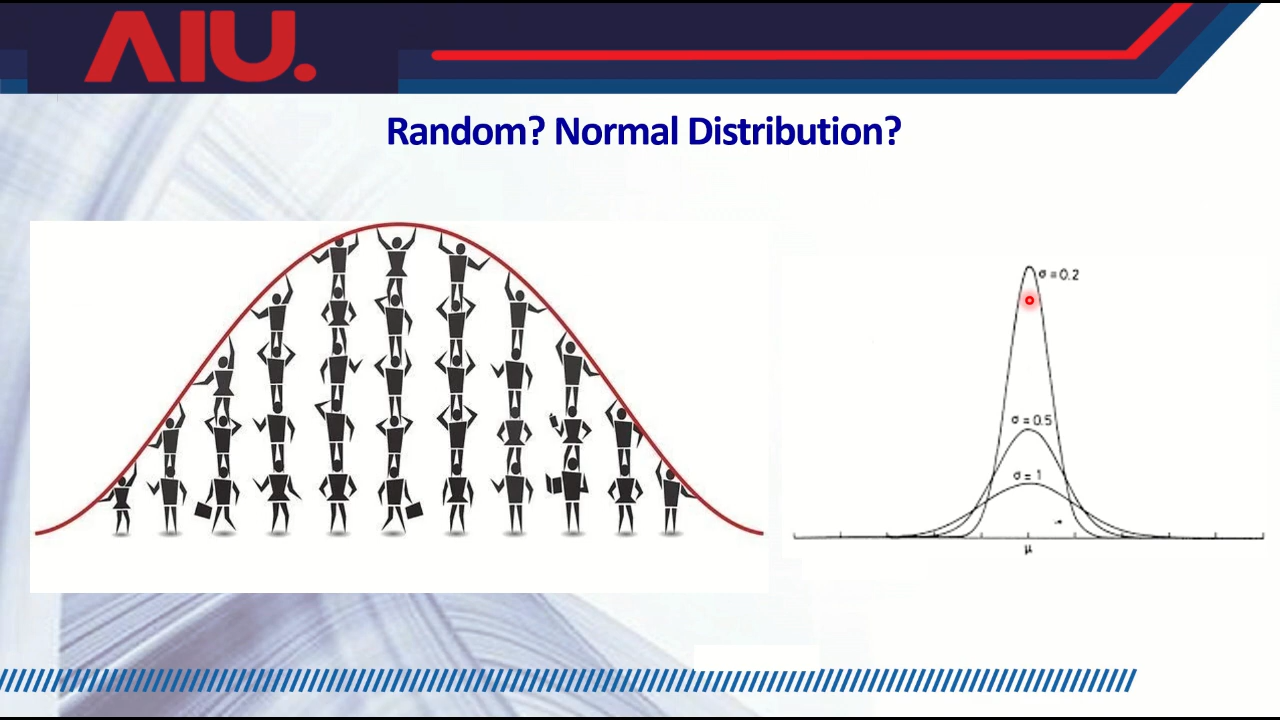 AIU.
Random? Normal Distribution?
σ=0.2
σ=0.5
σ=1
μ